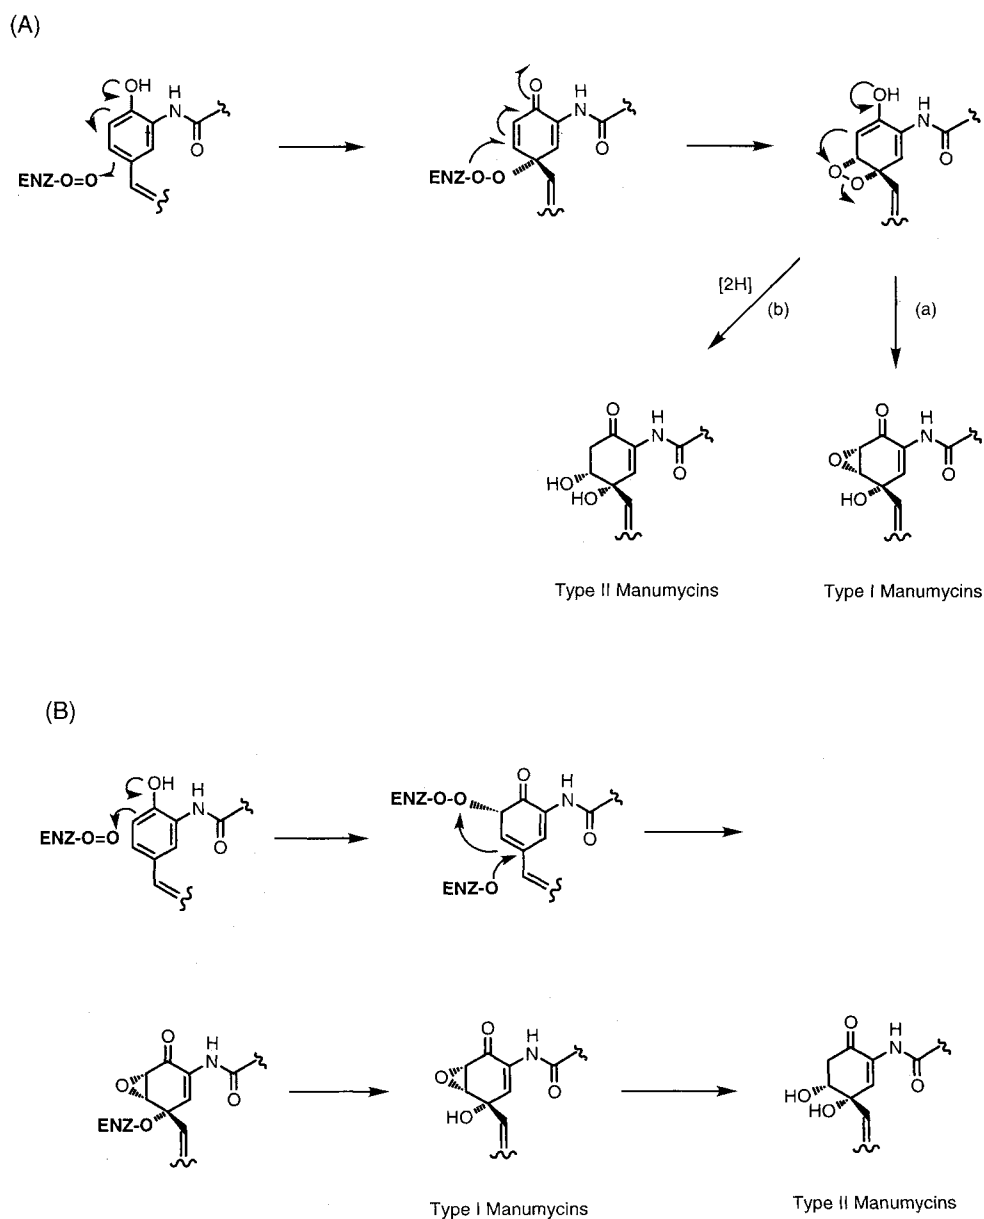 (A)
OH H
N
O
ENZ-O=O
O H
N
O
ENZ-O-O
OH H
N
O
O
O
[2H]
(b)
(a)
O H
N
O
HO
HO
O H
N
O
O
HO
Type II Manumycins
Type I Manumycins
(B)
OH H
N
O
ENZ-O=O
O H
N
O
ENZ-O-O
ENZ-O
O H
N
O
O
ENZ-O
O H
N
O
O
HO
O H
N
O
HO
HO
Type I Manumycins
Type II Manumycins